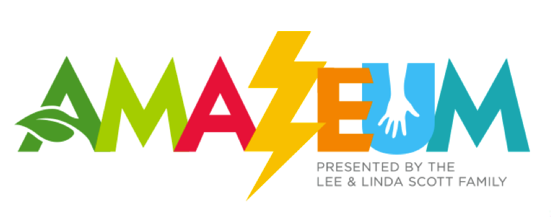 AMAZEUM
PRESENTED BY THE
LEE & LINDA SCOTT FAMILY